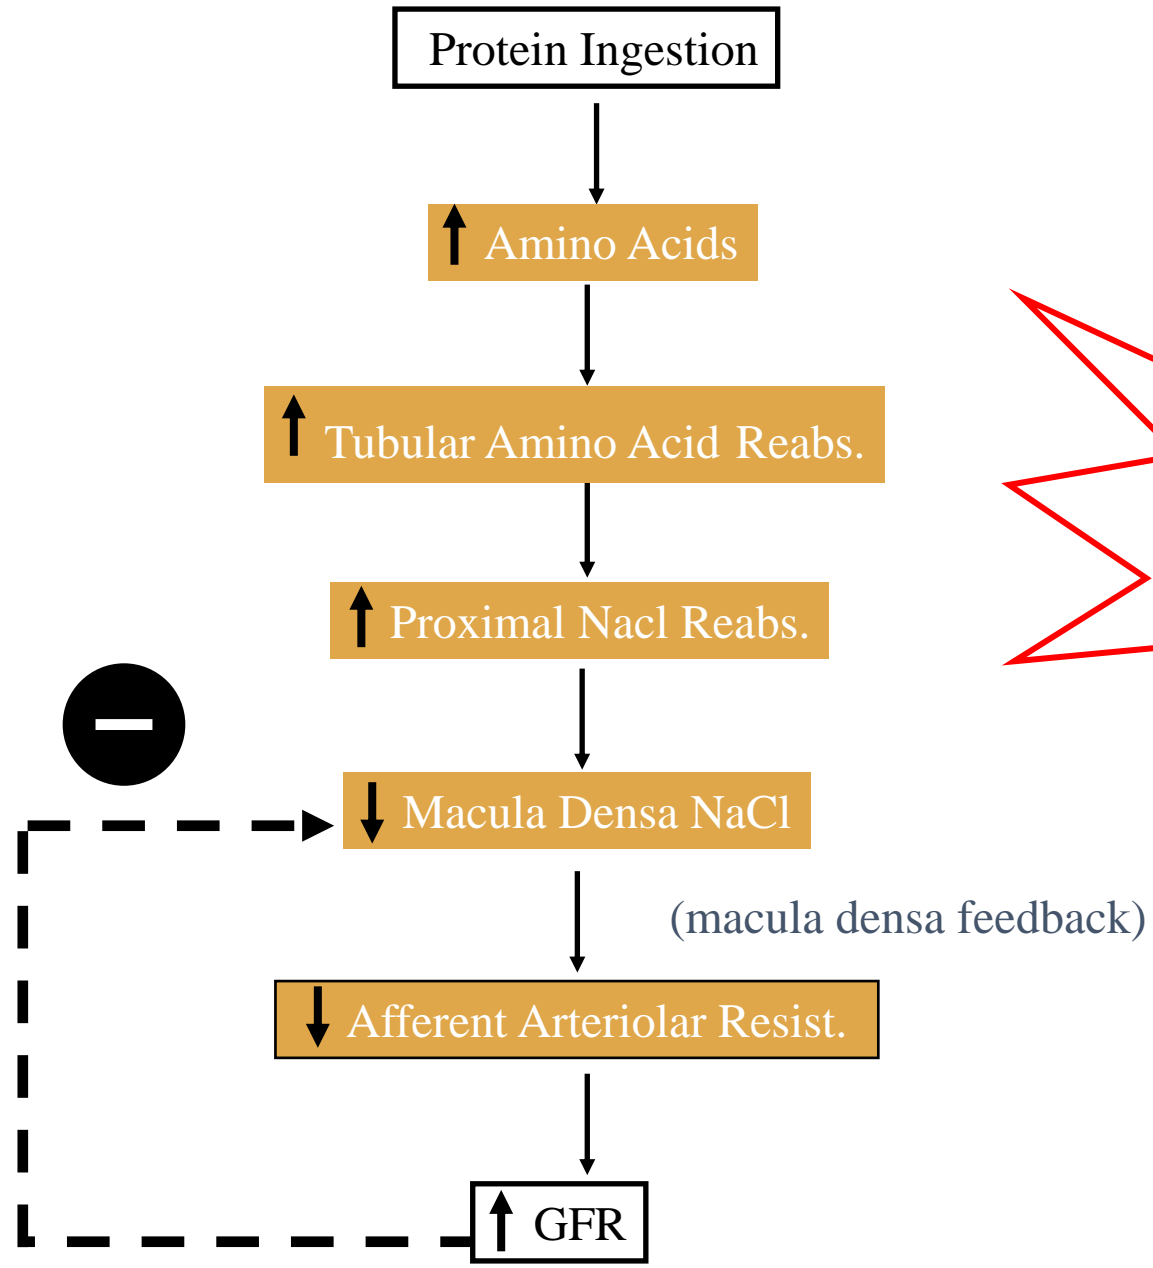 Protein Ingestion
Amino Acids
Tubular Amino Acid Reabs.
Proximal Nacl Reabs.
Macula Densa NaCl
(macula densa feedback)
Afferent Arteriolar Resist.
GFR